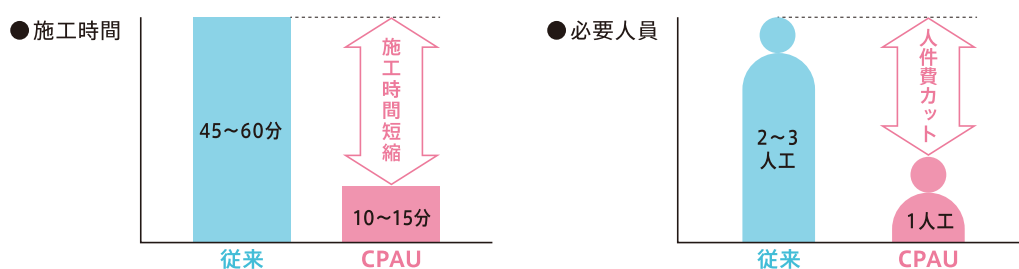 ●施工時間
施工時間短縮
45～60分
10～15分
従来
CPAU
●必要人員
人件費カット
2～3
人工
1人工
従来
CPAU